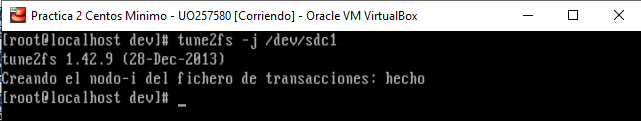 Practica 2 Centos Minimo - UO257580 [Corriendo] - Oracle VM VirtualBox
[root@localhost dev]# tune2fs -j /dev/sdc1
tune2fs 1.42.9 (28-Dec-2013)
Creando el nodo-i del fichero de transacciones: hecho
[root@localhost dev]# _